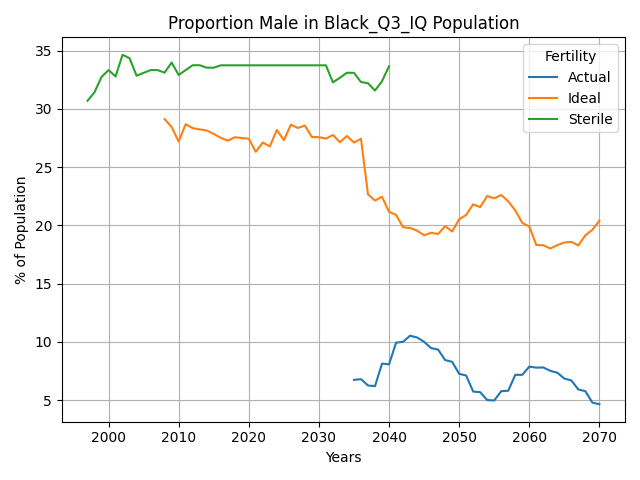 Proportion Male in Black_Q3_IQ Population
% of Population
35
30
25
20
15
10
5
Fertility
Actual
Ideal
Sterile
2000 2010 2020 2030 2040 2050 2060 2070
Years